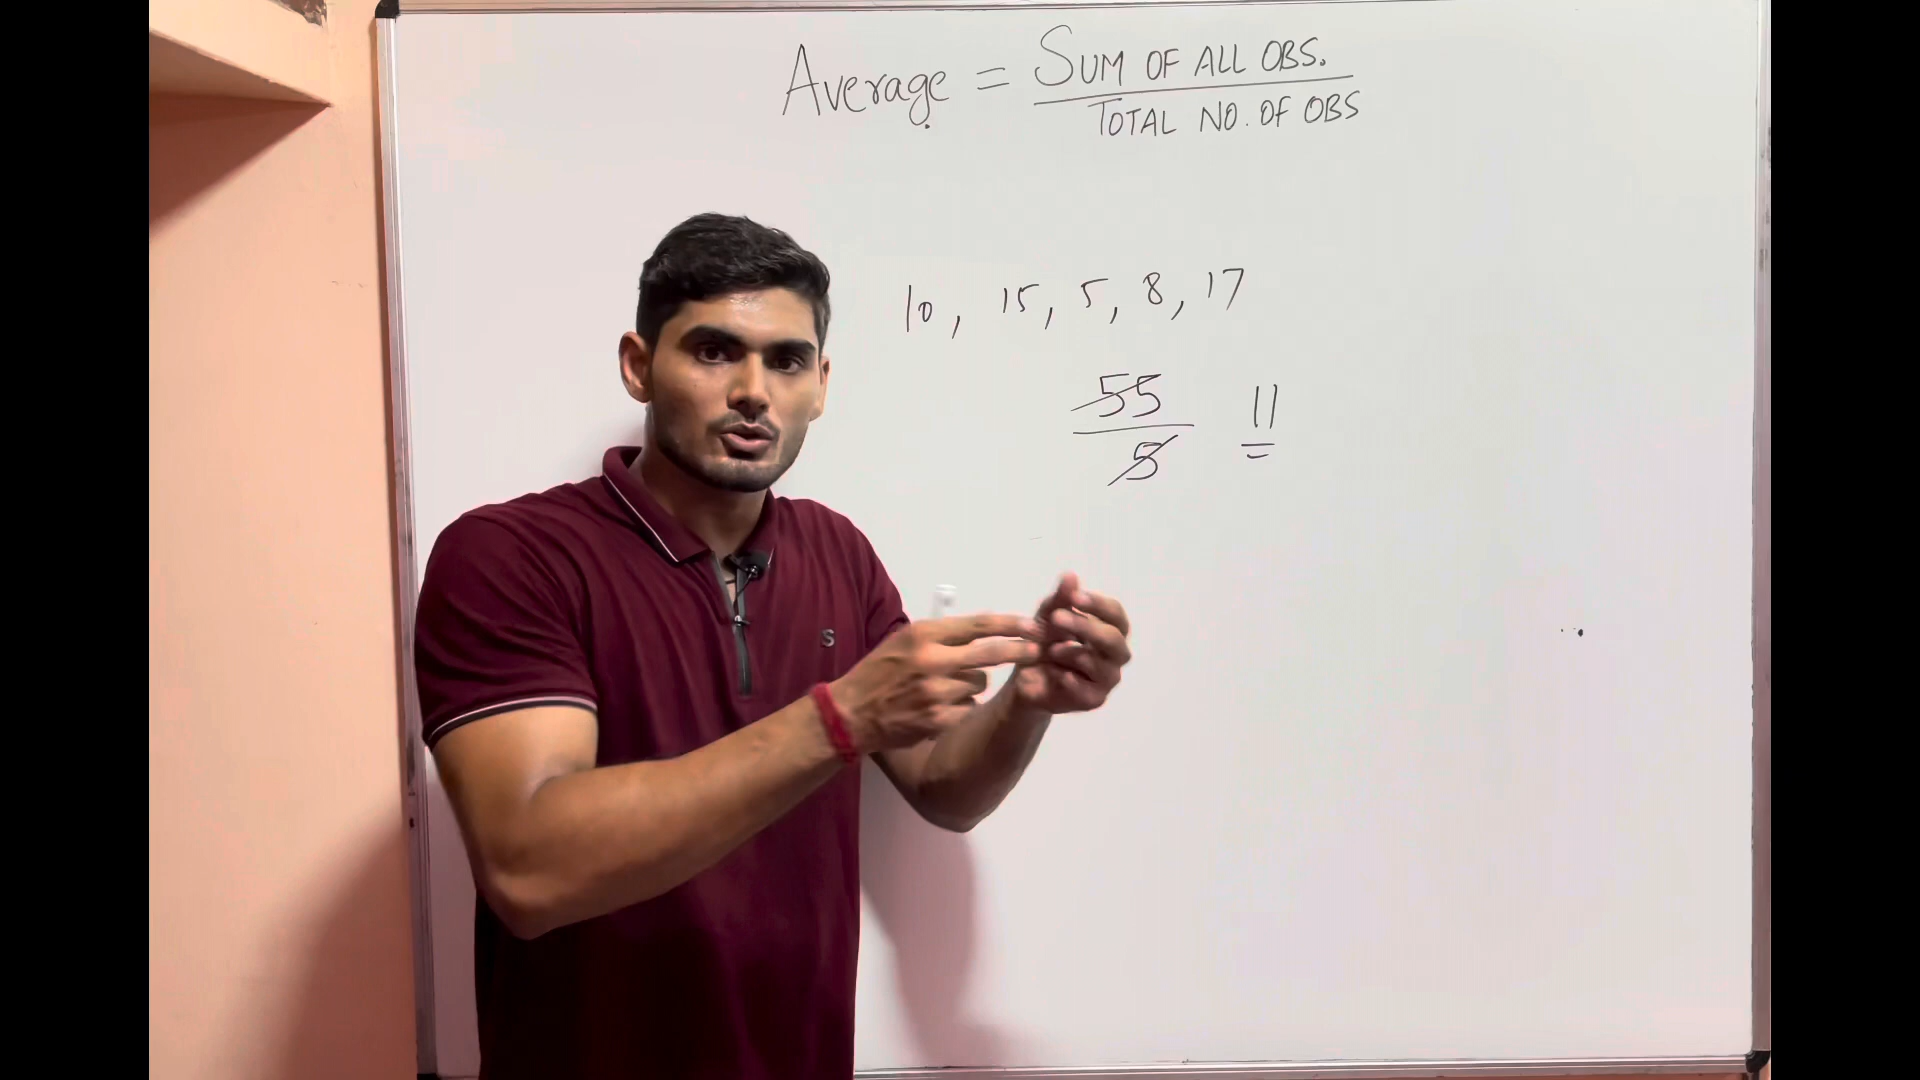 Average = SUM OF ALL OBS.
TOTAL NO. OF OBS
10, 15, 5, 8, 17
55
5
11
S